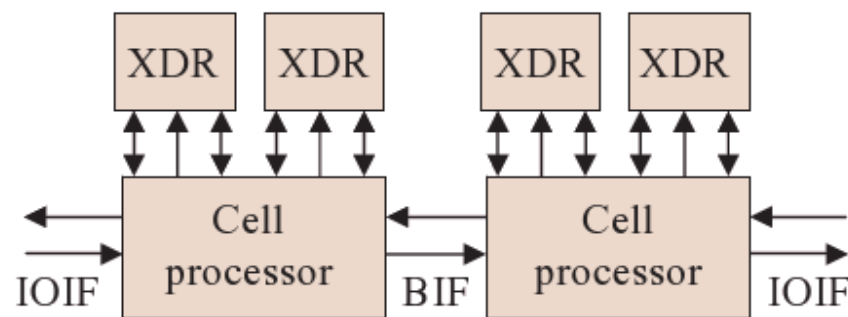 XDR XDR XDR XDR
Cell processor
Cell processor
IOIF BIF IOIF